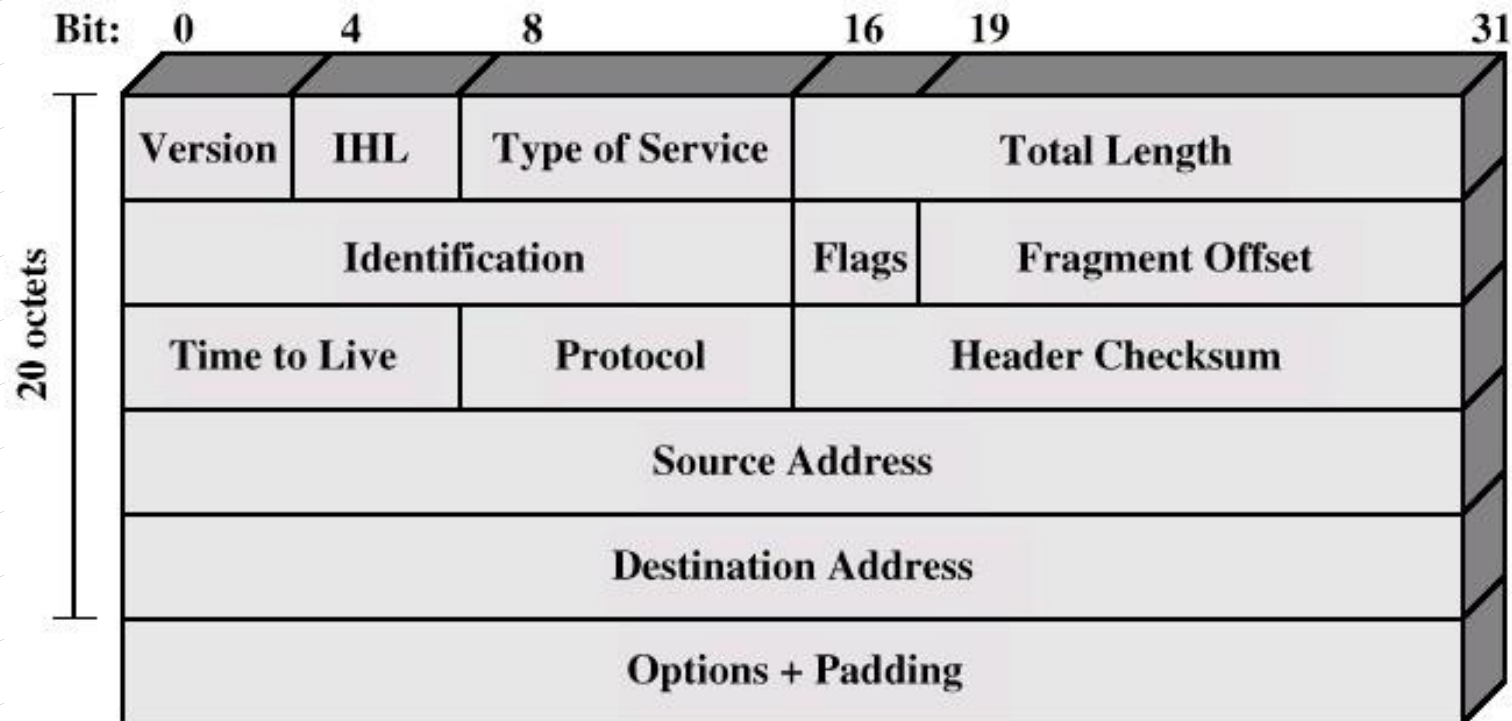 Bit: 0 4 8 16 19 31
Version IHL Type of Service Total Length
Identification Flags Fragment Offset
20 octets
Time to Live Protocol Header Checksum
Source Address
Destination Address
Options + Padding